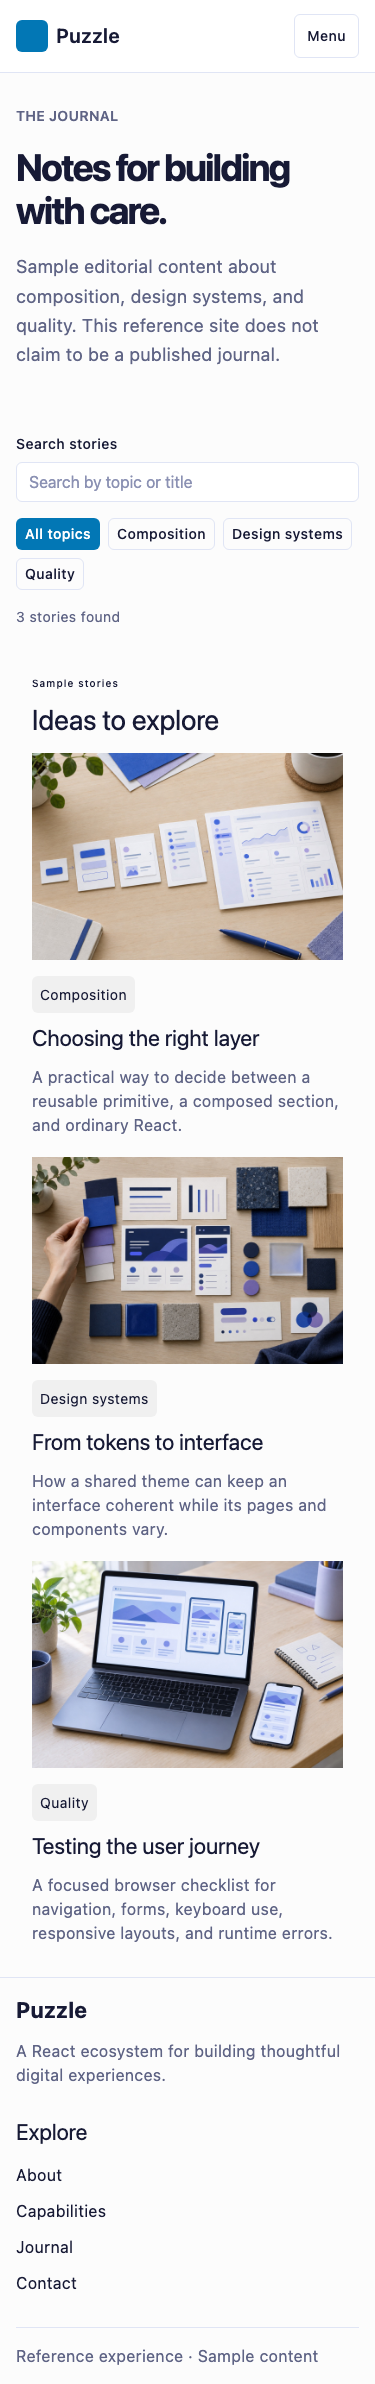 Puzzle
Menu
THE JOURNAL
Notes for building
with care.
Sample editorial content about
composition, design systems, and
quality. This reference site does not
claim to be a published journal.
Search stories
Search by topic or title
All topics
Composition
Design systems
Quality
3 stories found
Sample stories
Ideas to explore
Composition
Choosing the right layer
A practical way to decide between a
reusable primitive, a composed section,
and ordinary React.
Design systems
From tokens to interface
How a shared theme can keep an
interface coherent while its pages and
components vary.
Quality
Testing the user journey
A focused browser checklist for
navigation, forms, keyboard use,
responsive layouts, and runtime errors.
Puzzle
A React ecosystem for building thoughtful
digital experiences.
Explore
About
Capabilities
Journal
Contact
Reference experience · Sample content